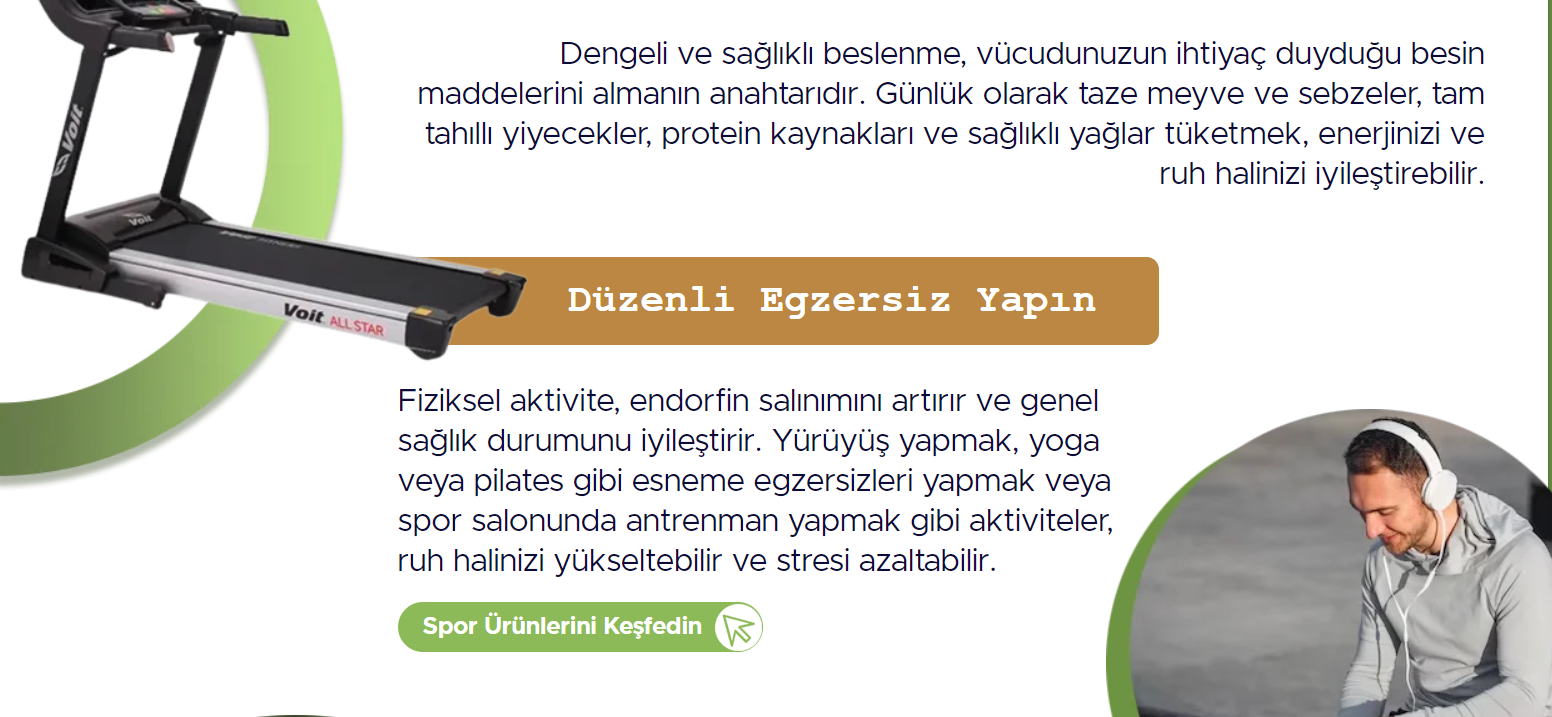 Dengeli ve sağlıklı beslenme, vücudunuzun ihtiyaç duyduğu besin
maddelerini almanın anahtarıdır. Günlük olarak taze meyve ve sebzeler, tam
tahıllı yiyecekler, protein kaynakları ve sağlıklı yağlar tüketmek, enerjinizi ve
ruh halinizi iyileştirebilir.
Voit
Voit
Voit
Voit ALL STAR
Düzenli Egzersiz Yapın
Fiziksel aktivite, endorfin salınımını artırır ve genel
sağlık durumunu iyileştirir. Yürüyüş yapmak, yoga
veya pilates gibi esneme egzersizleri yapmak veya
spor salonunda antrenman yapmak gibi aktiviteler,
ruh halinizi yükseltebilir ve stresi azaltabilir.
Spor Ürünlerini Keşfedin